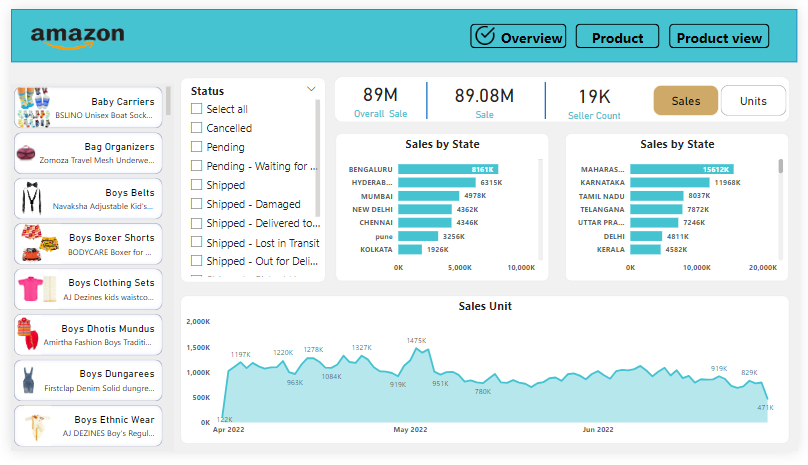 amazon
Overview
Product
Product view
Baby Carriers
BSLINO Unisex Boat Sock...
Bag Organizers
Zomoza Travel Mesh Underwe...
Boys Belts
Navaksha Adjustable Kid's...
Boys Boxer Shorts
BODYCARE Boxer for ...
Boys Clothing Sets
AJ Dezines kids waistco...
Boys Dhotis Mundus
Amirtha Fashion Boys Traditi...
Boys Dungarees
Firstclap Denim Solid dungre...
Boys Ethnic Wear
AJ DEZINES Boy's Regul...
Status
Select all
Cancelled
Pending
Pending - Waiting for ...
Shipped
Shipped - Damaged
Shipped - Delivered to...
Shipped - Lost in Transit
Shipped - Out for Deli...
89M
Overall Sale
89.08M
Sale
19K
Seller Count
Sales
Units
Sales by State
BENGALURU 8161K
HYDERAB... 6315K
MUMBAI 4978K
NEW DELHI 4362K
CHENNAI 4346K
pune 3256K
KOLKATA 1926K
0K 5,000K 10,000K
Sales by State
MAHARAS... 15612K
KARNATAKA 11968K
TAMIL NADU 8037K
TELANGANA 7872K
UTTAR PRA... 7246K
DELHI 4811K
KERALA 4582K
0K 10,000K 20,000K
Sales Unit
2,000K
1,500K
1,000K
500K
0K
122K
1197K
1220K
963K
1278K
1084K
1327K
919K
1475K
951K
780K
919K
829K
471K
Apr 2022 May 2022 Jun 2022